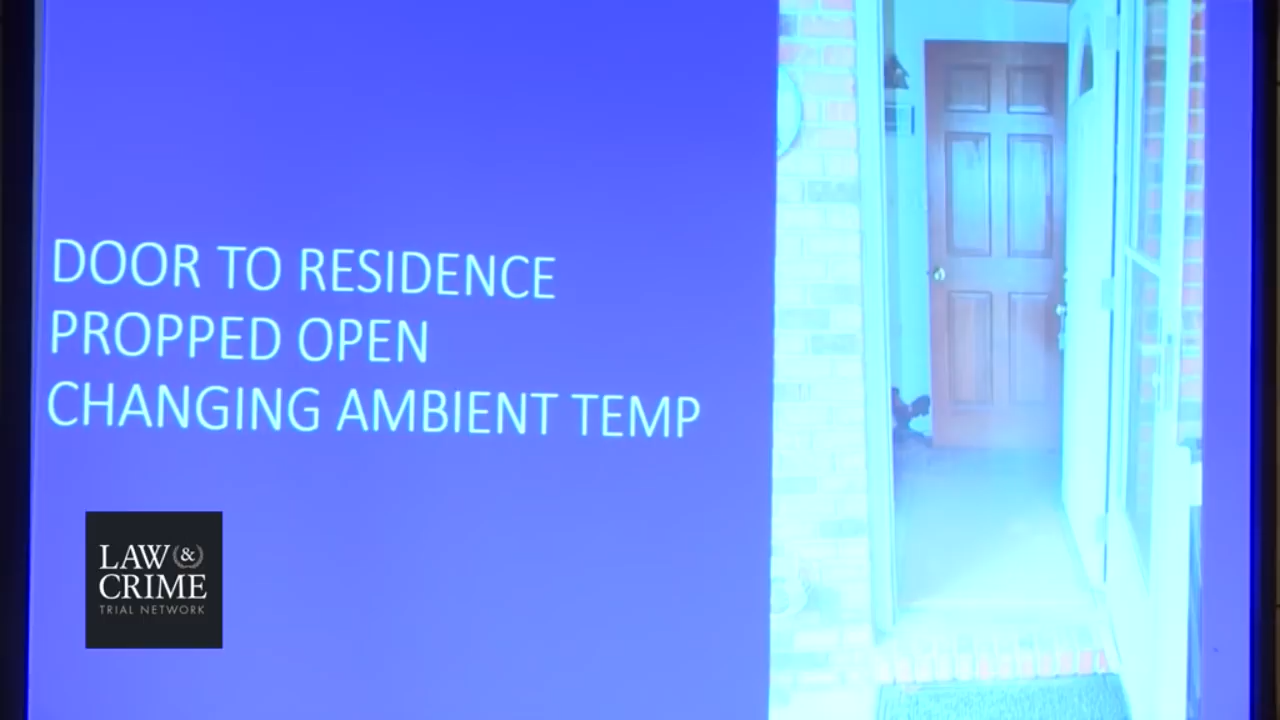 DOOR TO RESIDENCE
PROPPED OPEN
CHANGING AMBIENT TEMP
LAW &
CRIME
TRIAL NETWORK